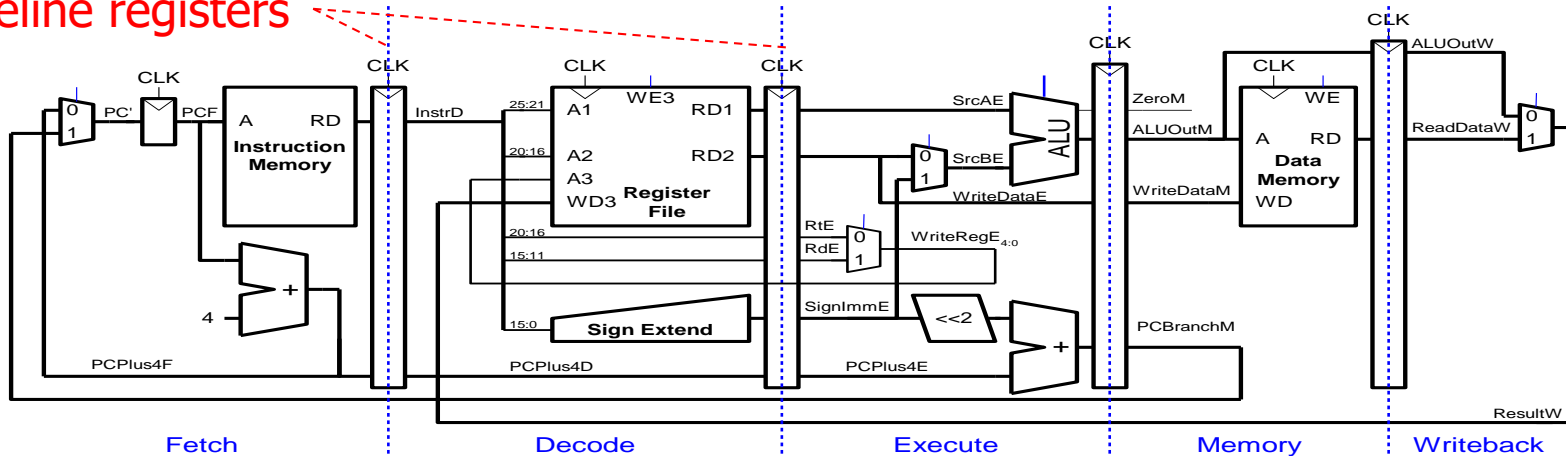 eline registers
CLK
CLK
CLK
CLK
CLK
CLK
CLK
0
1
PC'
PCF
A RD
Instruction
Memory
InstrD
25:21
A1
WE3
RD1
20:16
A2
RD2
A3
WD3
Register
File
SrcAE
0
1
SrcBE
ALU
ZeroM
ALUOutM
WriteDataE
WriteDataM
A
WE
RD
Data
Memory
WD
ALUOutW
ReadDataW
0
1
20:16
15:11
RtE
RdE
0
1
WriteRegE4:0
+
4
15:0
Sign Extend
SignImmE
<<2
+
PCBranchM
PCPlus4F
PCPlus4D
PCPlus4E
ResultW
Fetch
Decode
Execute
Memory
Writeback